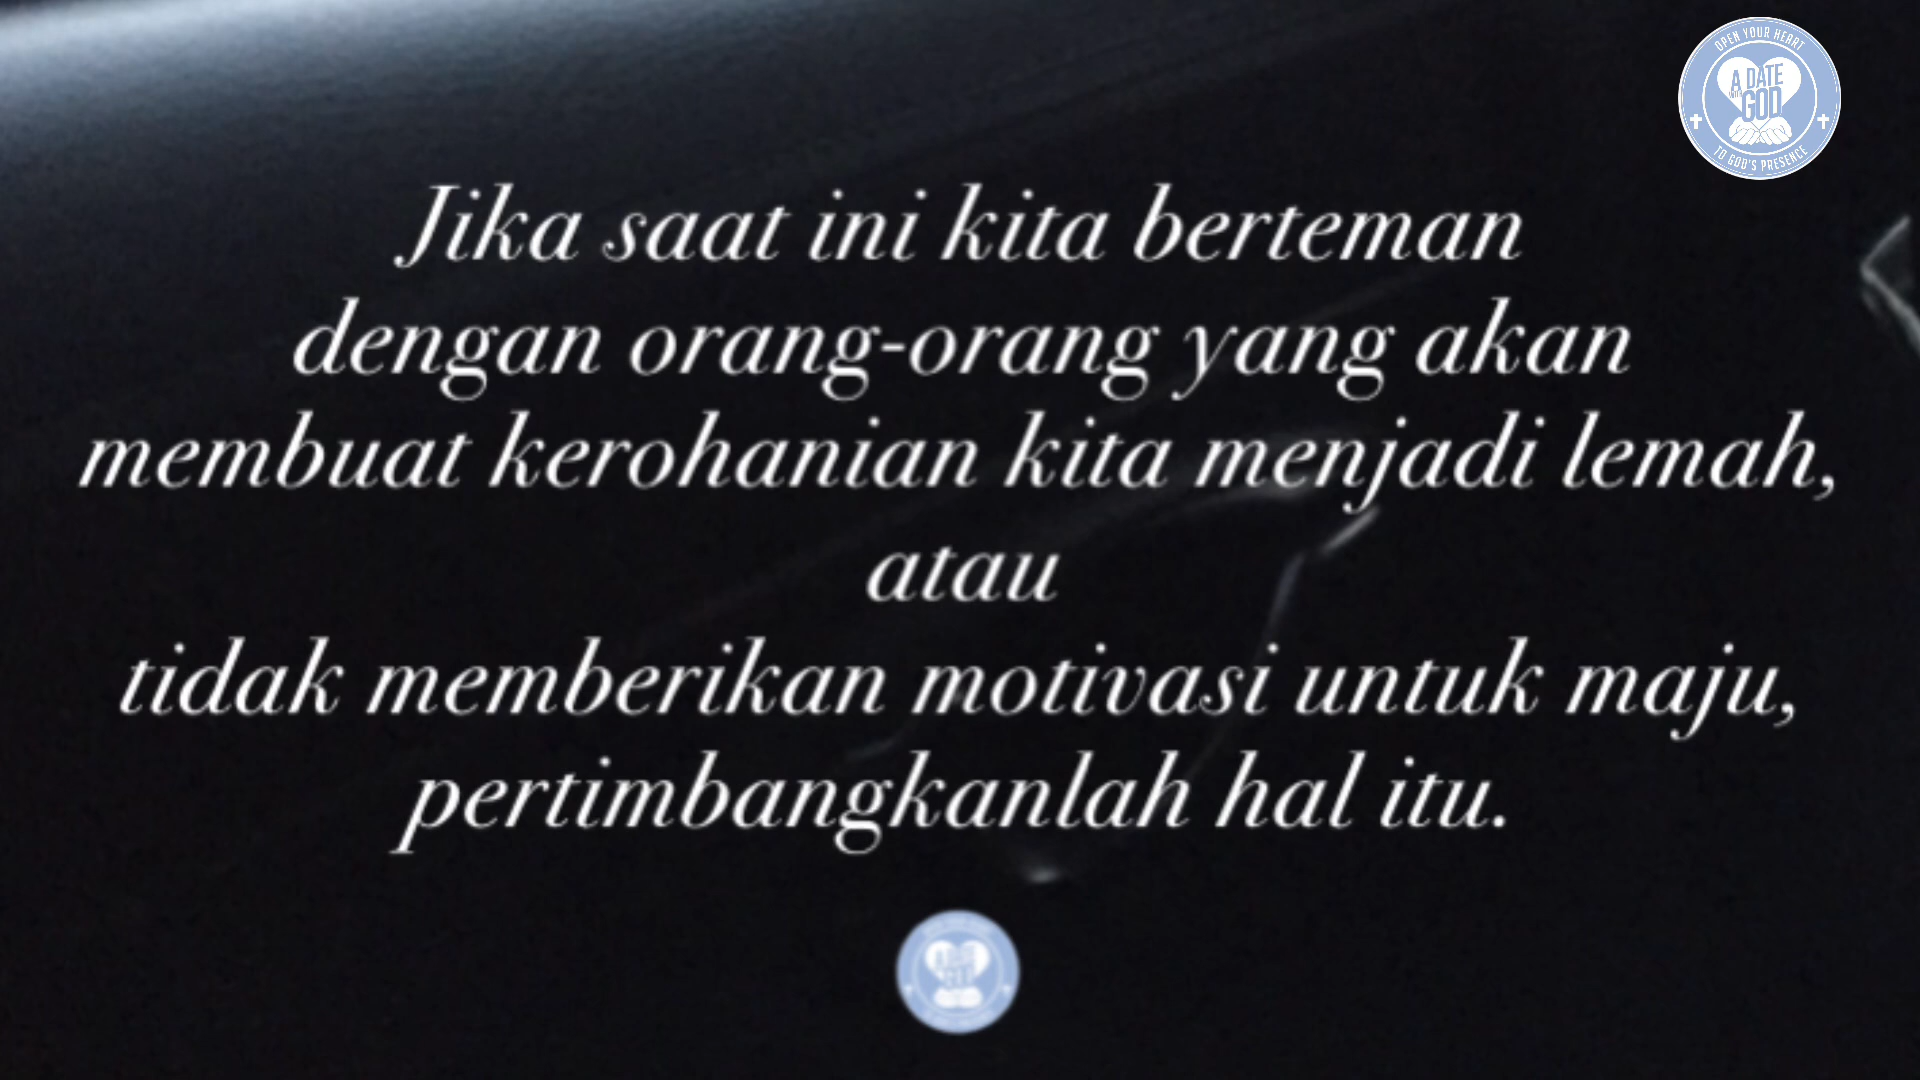 OPEN YOUR HEART
A DATE
WITH
GOD
TO GOD'S PRESENCE
Jika saat ini kita berteman
dengan orang-orang yang akan
membuat kerohanian kita menjadi lemah,
atau
tidak memberikan motivasi untuk maju,
pertimbangkanlah hal itu.